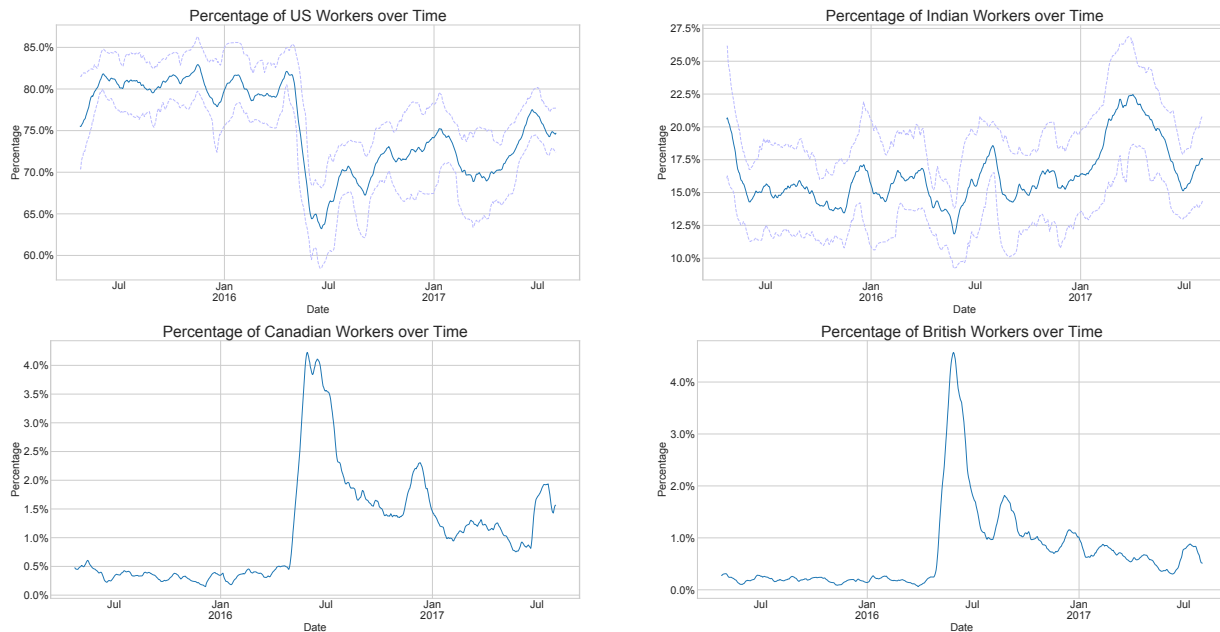 Percentage of US Workers over Time
85.0%
80.0%
75.0%
70.0%
65.0%
60.0%
Percentage
Jul
Jan
2016
Jul
Jan
2017
Jul
Date
Percentage of Indian Workers over Time
27.5%
25.0%
22.5%
20.0%
17.5%
15.0%
12.5%
10.0%
Percentage
Jul
Jan
2016
Jul
Jan
2017
Jul
Date
Percentage of Canadian Workers over Time
4.0%
3.5%
3.0%
2.5%
2.0%
1.5%
1.0%
0.5%
0.0%
Percentage
Jul
Jan
2016
Jul
Jan
2017
Jul
Date
Percentage of British Workers over Time
4.0%
3.0%
2.0%
1.0%
0.0%
Percentage
Jul
Jan
2016
Jul
Jan
2017
Jul
Date